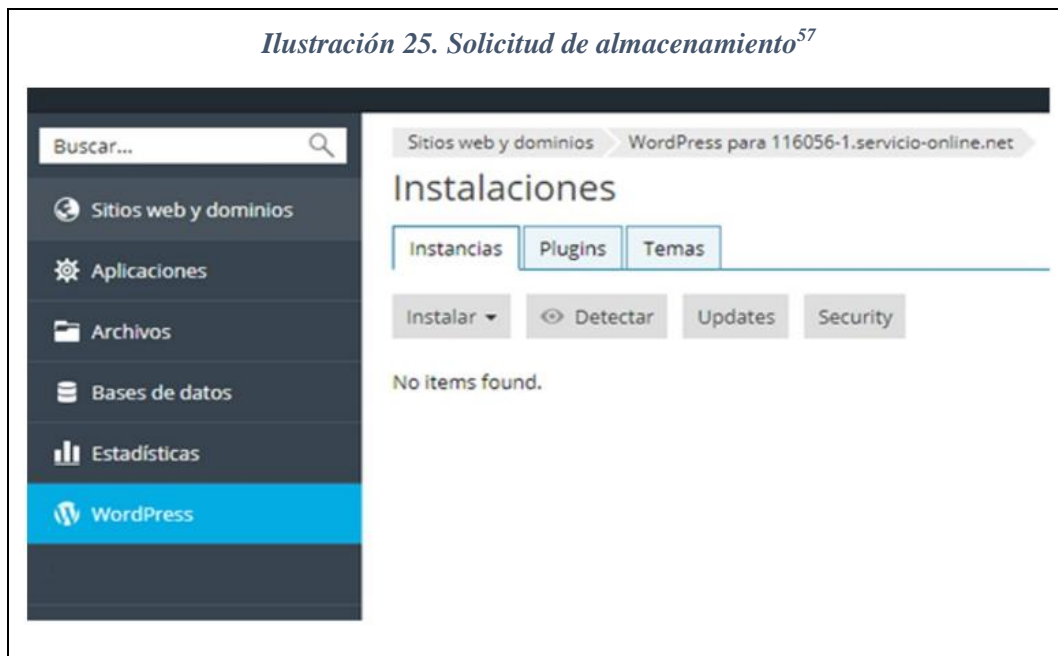 Ilustración 25. Solicitud de almacenamiento57
Buscar...
Sitios web y dominios
Aplicaciones
Archivos
Bases de datos
Estadísticas
WordPress
Sitios web y dominios WordPress para 116056-1.servicio-online.net
Instalaciones
Instancias Plugins Temas
Instalar Detectar Updates Security
No items found.